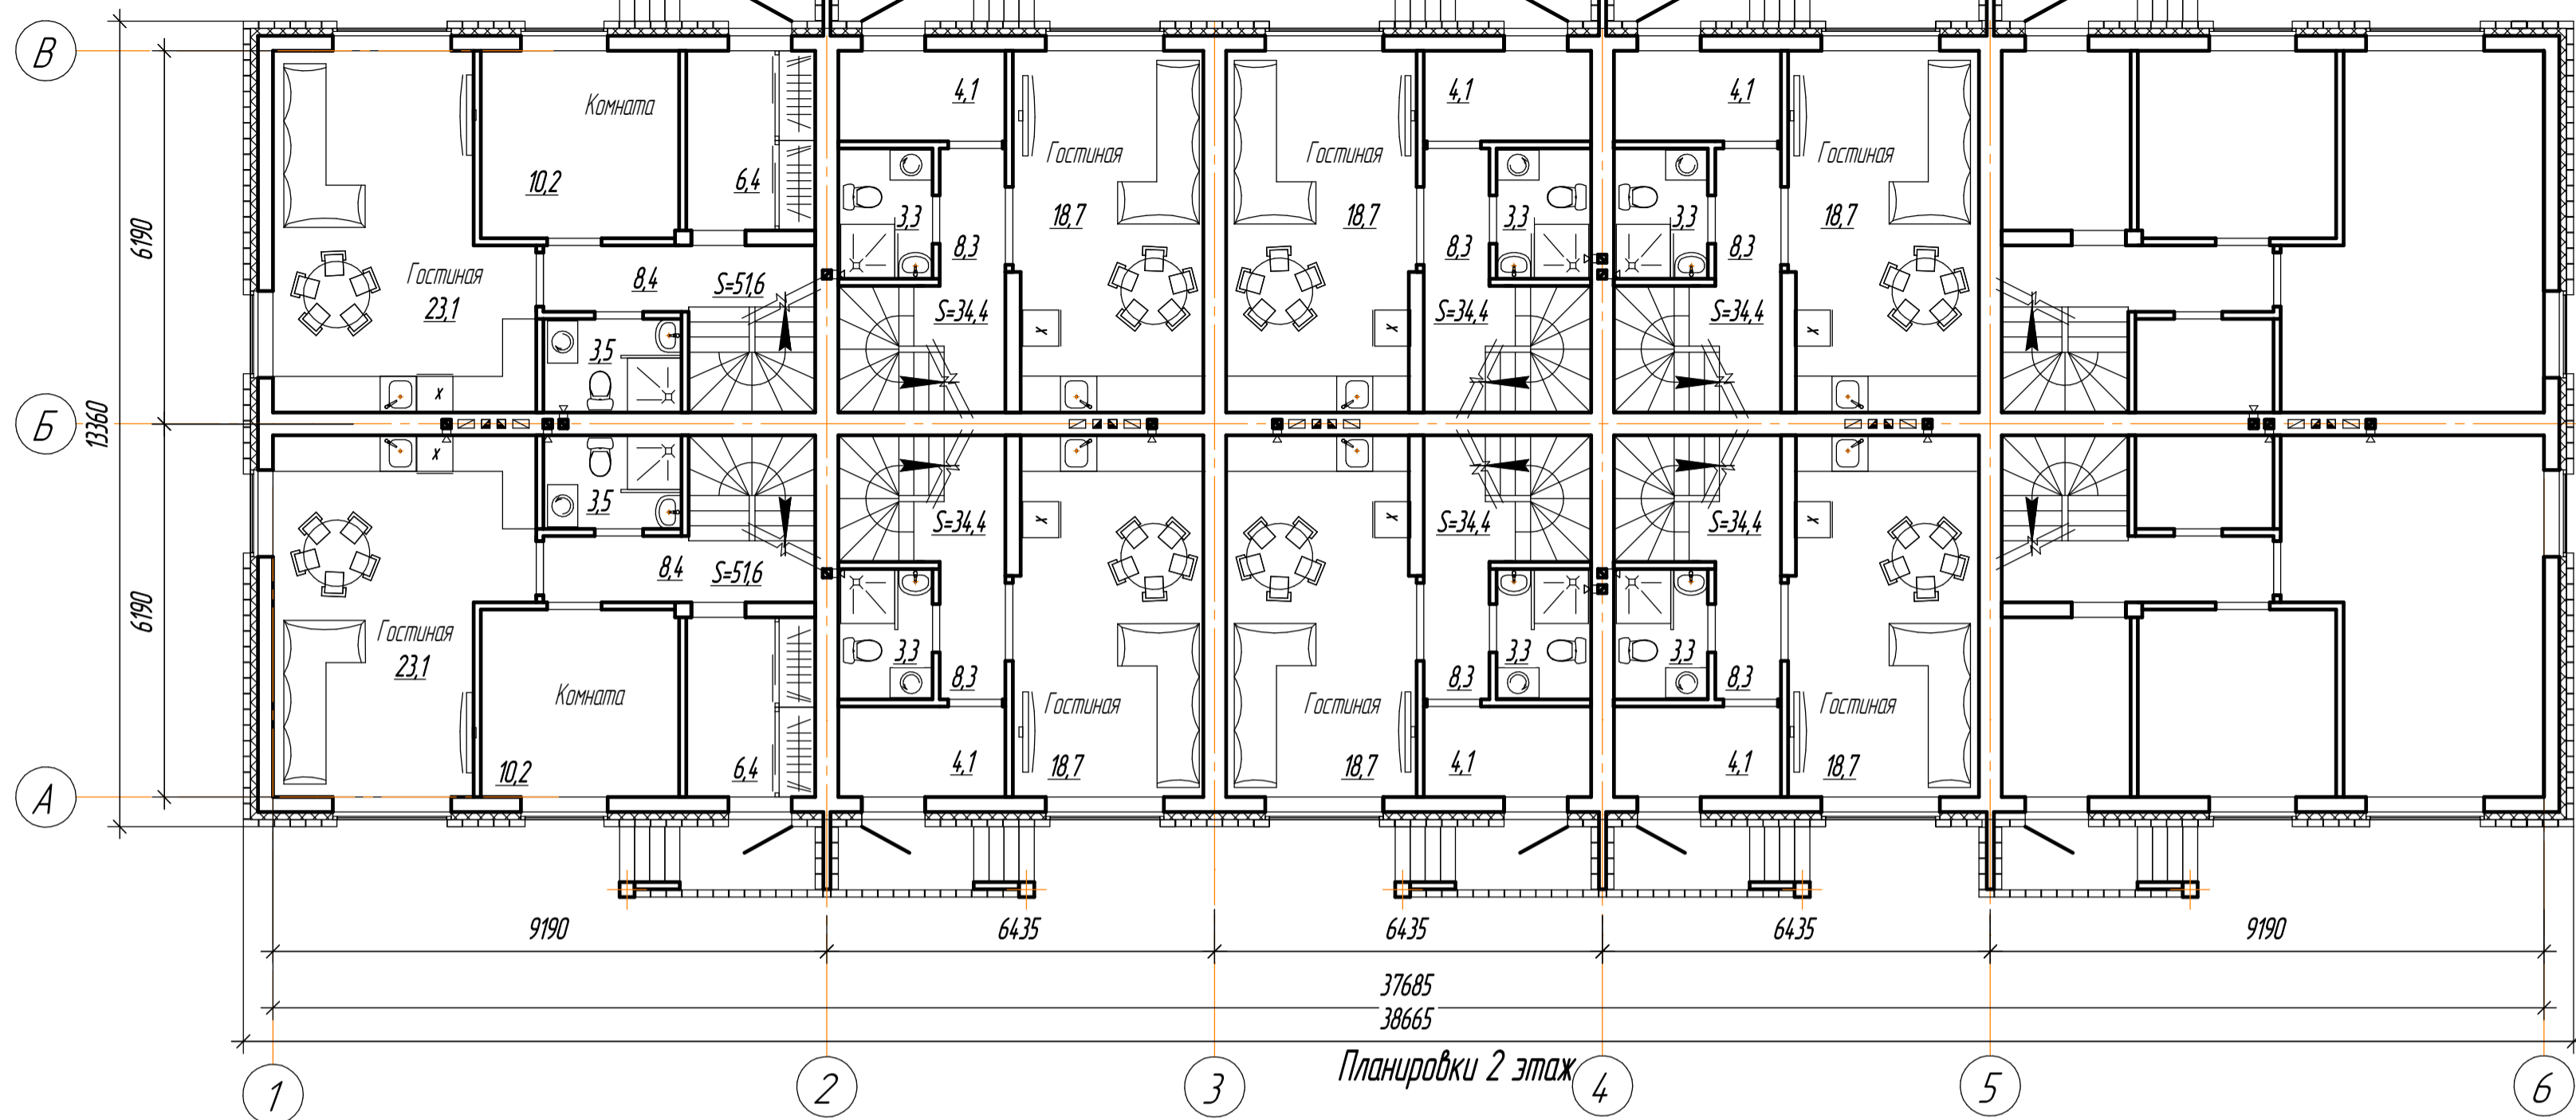 В
4,1
4,1
4,1
Комната
Гостиная
Гостиная
Гостиная
10,2
6,4
3,3
18,7
18,7
3,3
3,3
18,7
6190
8,3
8,3
8,3
Гостиная
23,1
8,4
S=51,6
S=34,4
S=34,4
S=34,4
3,5
x
x
x
x
Б
13360
x
3,5
x
x
x
S=34,4
S=34,4
S=34,4
8,4
S=51,6
6190
Гостиная
23,1
3,3
3,3
3,3
8,3
8,3
8,3
Комната
Гостиная
Гостиная
Гостиная
10,2
6,4
4,1
18,7
18,7
4,1
4,1
18,7
А
9190
6435
6435
6435
9190
37685
38665
Планировки 2 этаж
1
2
3
4
5
6